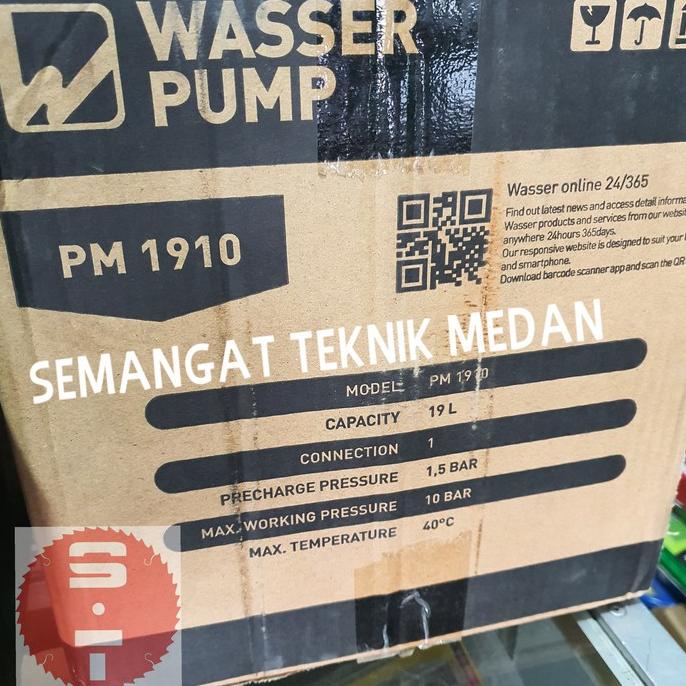 WASSER
PUMP
Wasser online 24/365
Find out latest news and access detail
Wasser products and services from our
anywhere 24hours 365days.
Our responsive website is designed to suit your
and smartphone.
Download barcode scanner app and scan the QR
PM 1910
SEMANGAT TEKNIK MEDAN
MODEL PM 1910
CAPACITY 19 L
CONNECTION 1
PRECHARGE PRESSURE 1,5 BAR
MAX. WORKING PRESSURE 10 BAR
MAX. TEMPERATURE 40°C
S.T